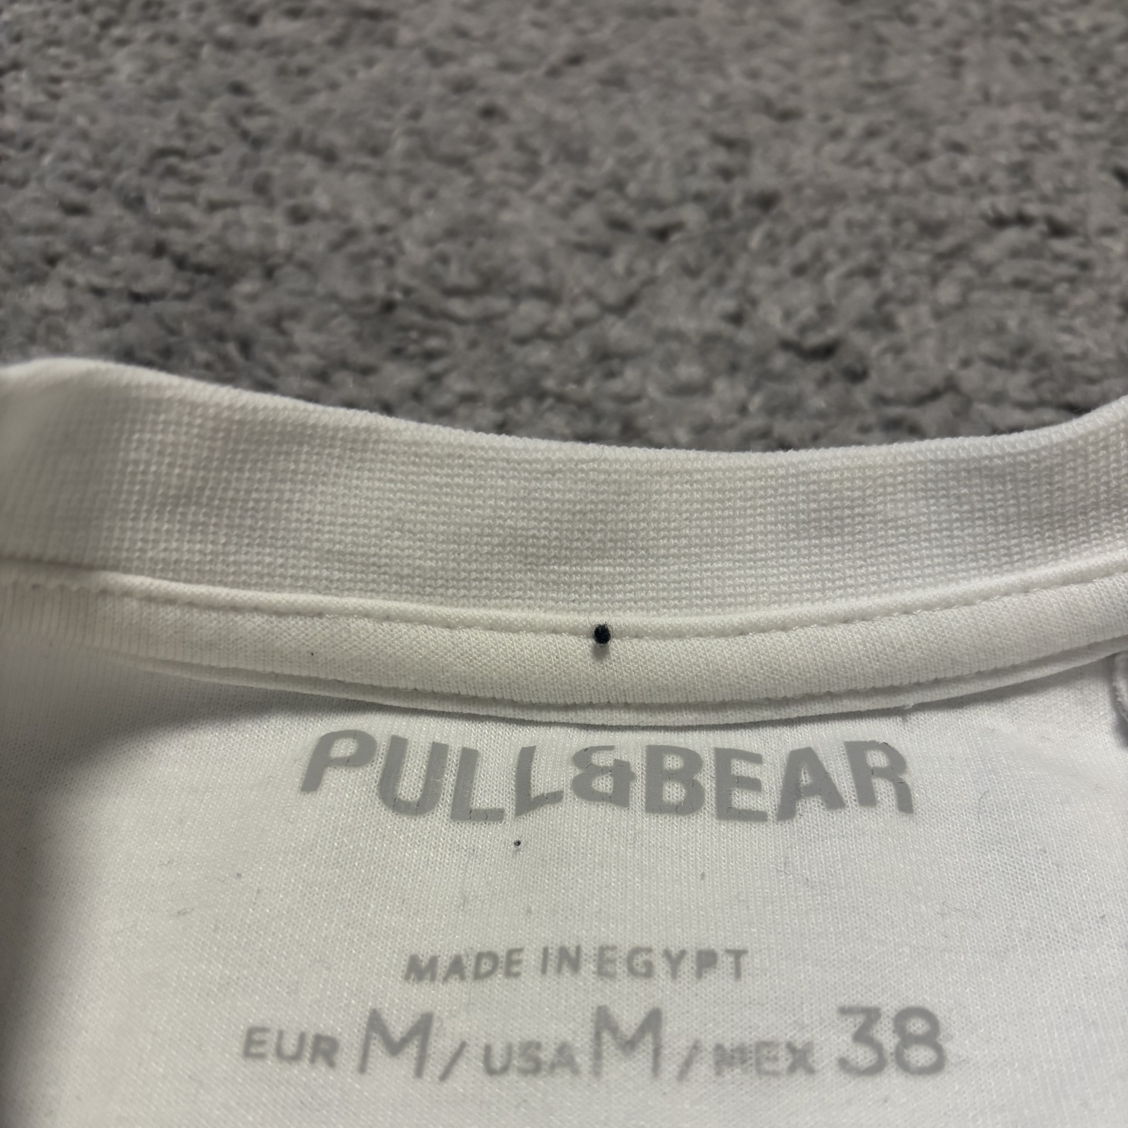 PULL&BEAR
MADE IN EGYPT
EUR M / USA M / MEX 38